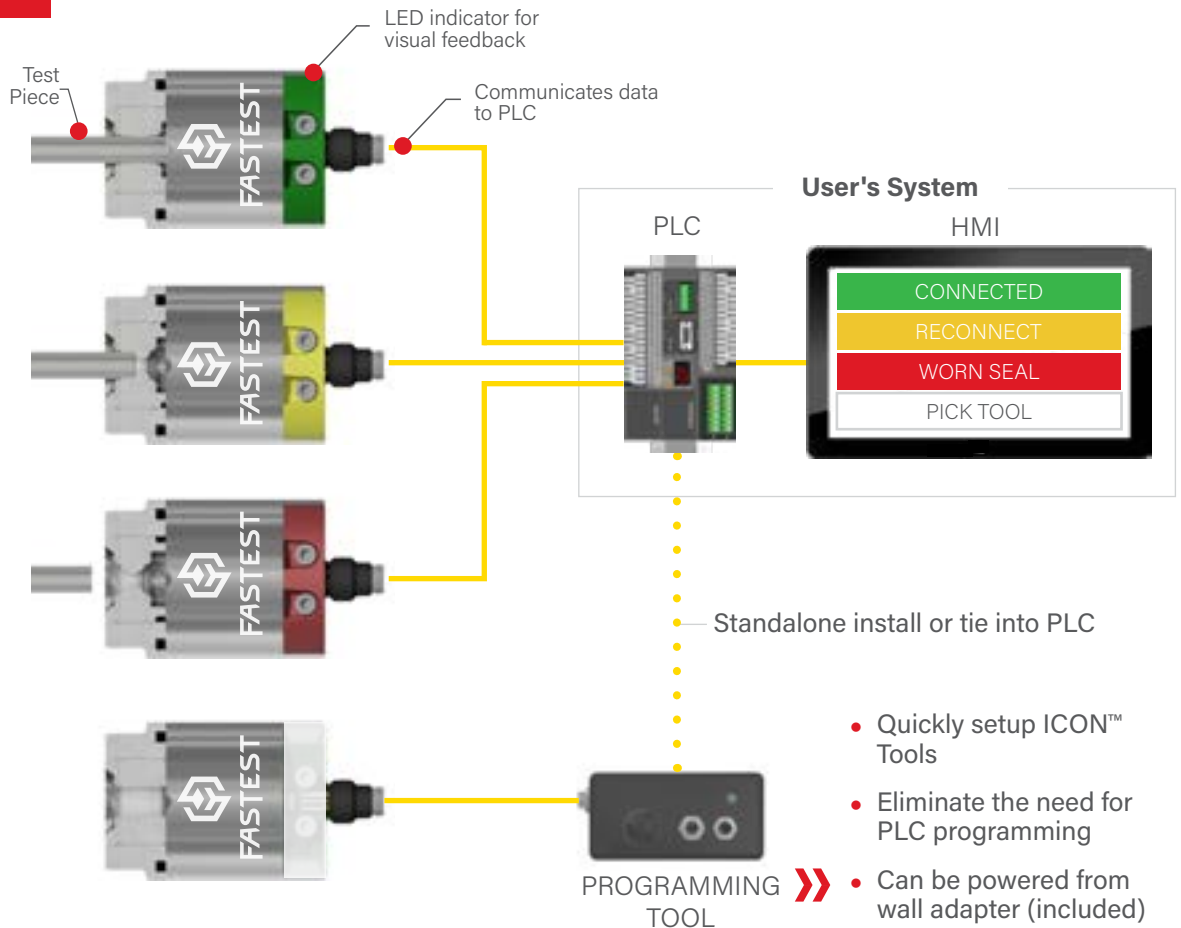 LED indicator for
visual feedback
Test
Piece
Communicates data
to PLC
FASTEST
User's System
PLC
HMI
CONNECTED
RECONNECT
WORN SEAL
PICK TOOL
FASTEST
FASTEST
Standalone install or tie into PLC
FASTEST
PROGRAMMING
TOOL
• Quickly setup ICON™
Tools
• Eliminate the need for
PLC programming
• Can be powered from
wall adapter (included)